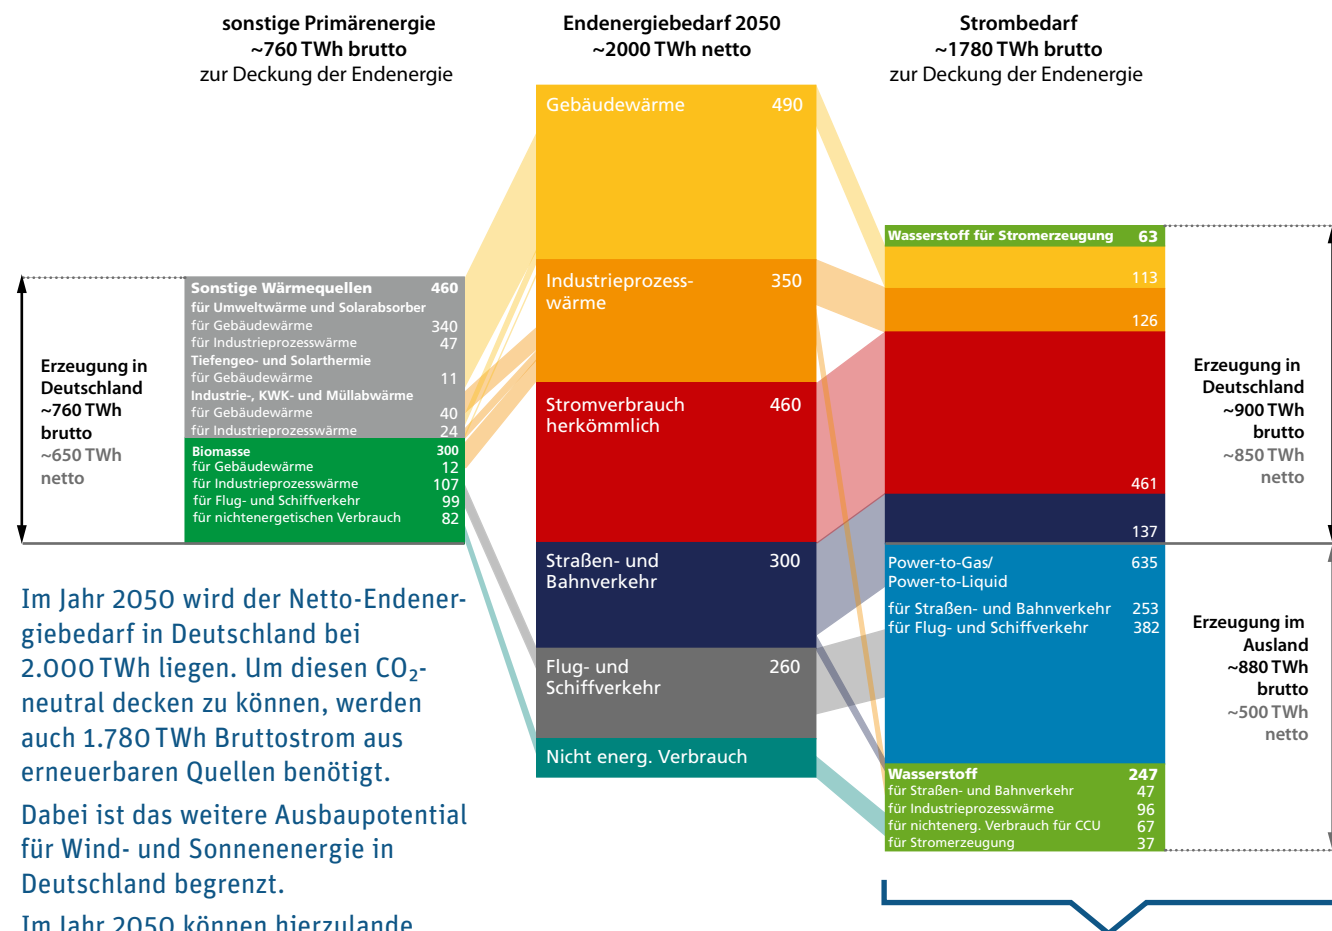 sonstige Primärenergie
~760 TWh brutto
zur Deckung der Endenergie
Endenergiebedarf 2050
~2000 TWh netto
Strombedarf
~1780 TWh brutto
zur Deckung der Endenergie
Erzeugung in
Deutschland
~760 TWh
brutto
~650 TWh
netto
Sonstige Wärmequellen 460
für Umweltwärme und Solarabsorber
für Gebäudewärme 340
für Industrieprozesswärme 47
Tiefengeo- und Solarthermie
für Gebäudewärme 11
Industrie-, KWK- und Müllabwärme
für Gebäudewärme 40
für Industrieprozesswärme 24
Biomasse 300
für Gebäudewärme 12
für Industrieprozesswärme 107
für Flug- und Schiffverkehr 99
für nichtenergetischen Verbrauch 82
Gebäudewärme 490
Industrieprozess- 350
wärme
Stromverbrauch 460
herkömmlich
Straßen- und 300
Bahnverkehr
Flug- und 260
Schiffverkehr
Nicht energ. Verbrauch
Wasserstoff für Stromerzeugung 63
113
126
461
137
Power-to-Gas/ 635
Power-to-Liquid
für Straßen- und Bahnverkehr 253
für Flug- und Schiffverkehr 382
Wasserstoff 247
für Straßen- und Bahnverkehr 47
für Industrieprozesswärme 96
für nichtenerg. Verbrauch für CCU 67
für Stromerzeugung 37
Erzeugung in
Deutschland
~900 TWh
brutto
~850 TWh
netto
Erzeugung im
Ausland
~880 TWh
brutto
~500 TWh
netto
Im Jahr 2050 wird der Netto-Endener-
giebedarf in Deutschland bei
2.000 TWh liegen. Um diesen CO₂-
neutral decken zu können, werden
auch 1.780 TWh Bruttostrom aus
erneuerbaren Quellen benötigt.
Dabei ist das weitere Ausbaupotential
für Wind- und Sonnenenergie in
Deutschland begrenzt.
Im Jahr 2050 können hierzulande